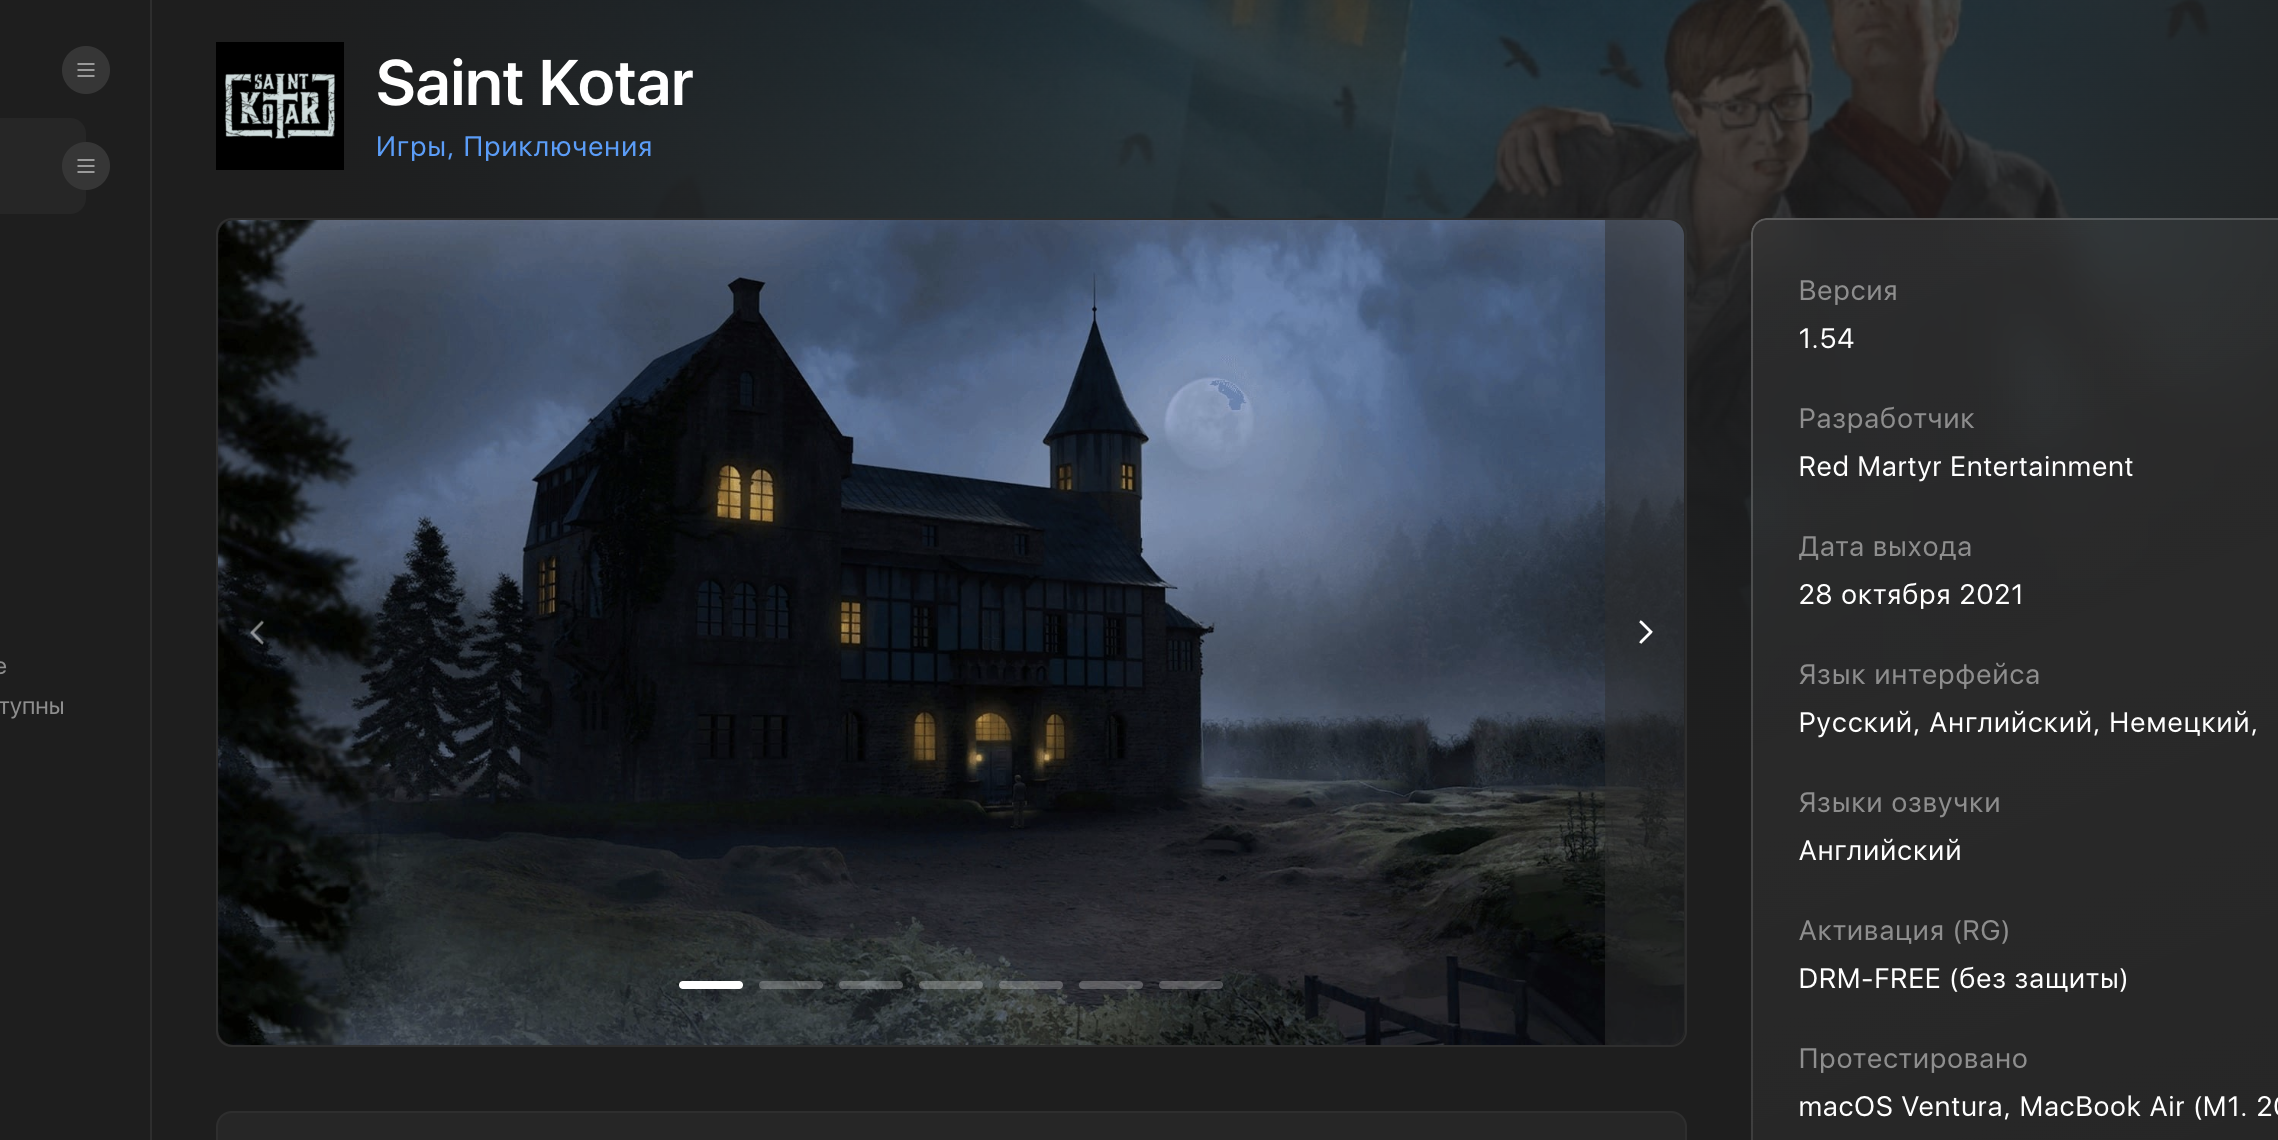 SAINT
KOTAR
Saint Kotar
Игры, Приключения
е
тупны
Версия
1.54
Разработчик
Red Martyr Entertainment
Дата выхода
28 октября 2021
Язык интерфейса
Русский, Английский, Немецкий,
Языки озвучки
Английский
Активация (RG)
DRM-FREE (без защиты)
Протестировано
macOS Ventura, MacBook Air (M1. 20